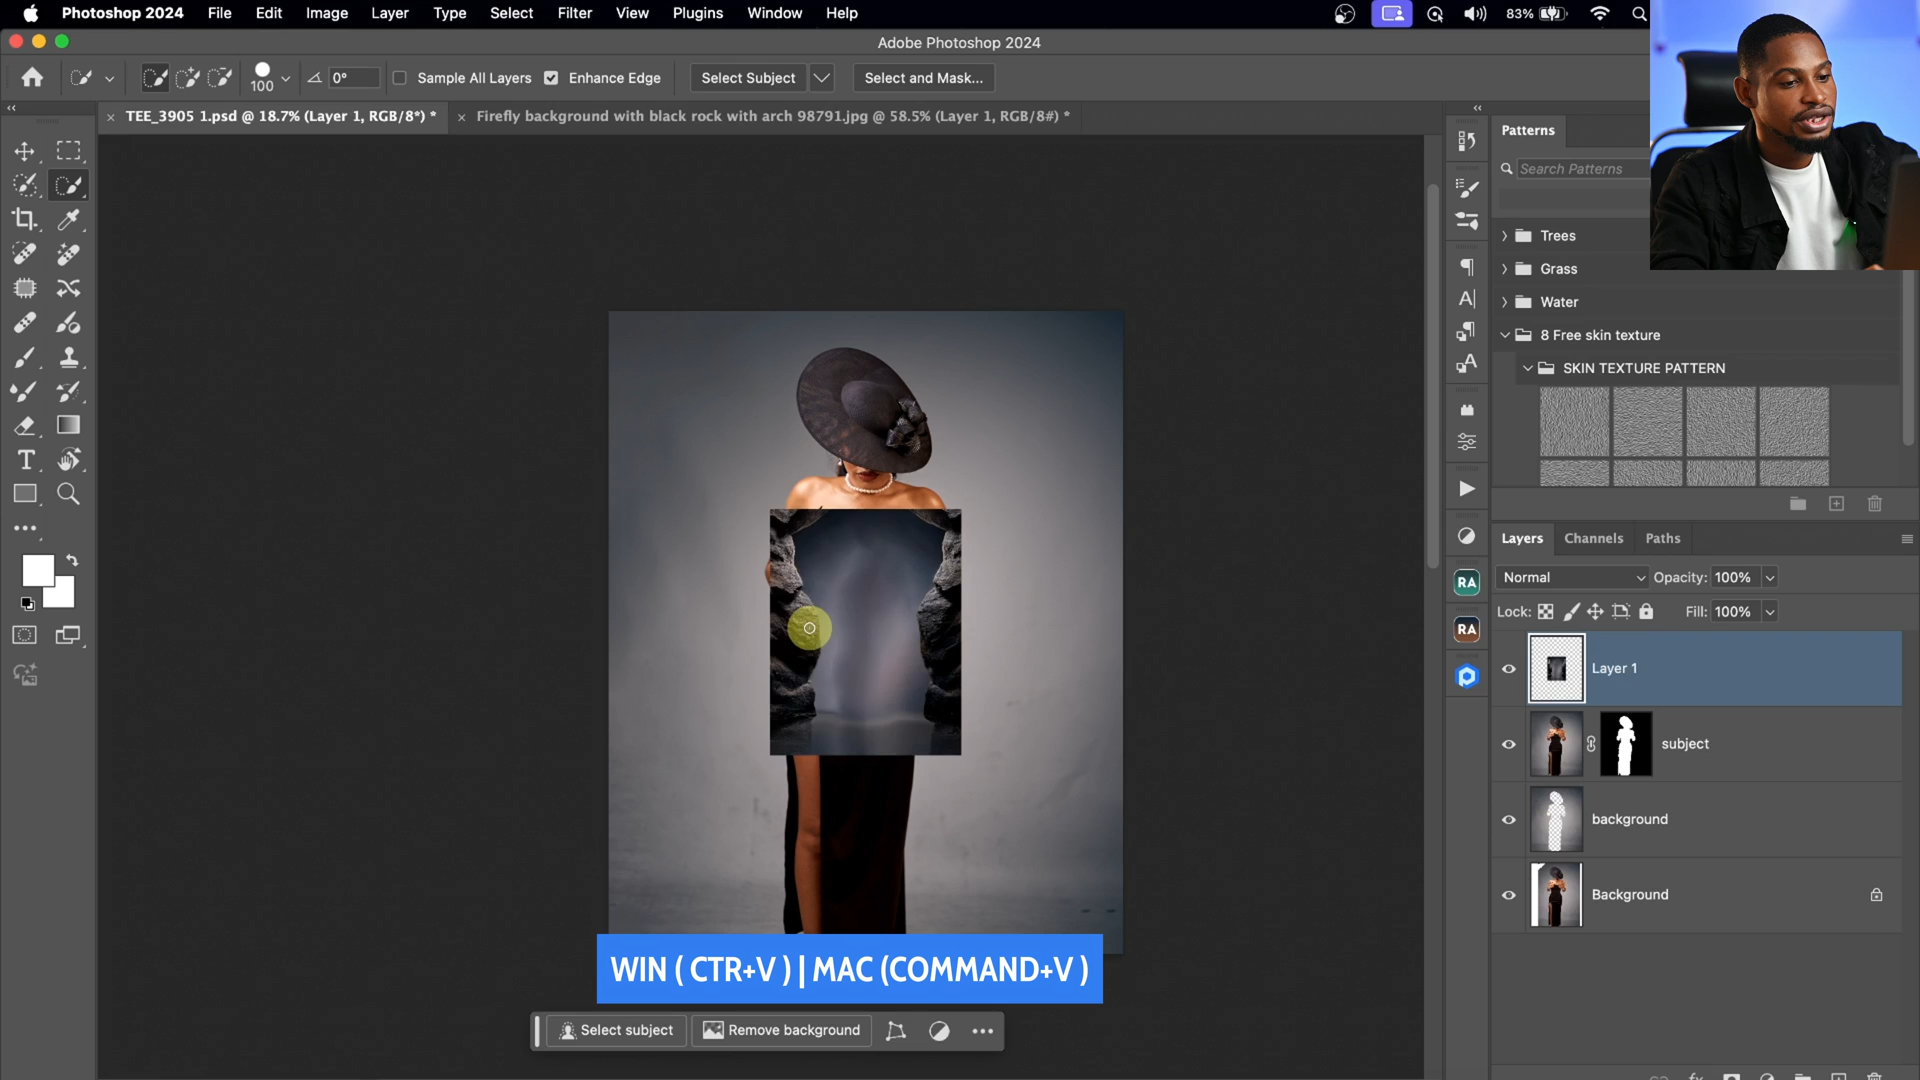 Photoshop 2024 File Edit Image Layer Type Select Filter View Plugins Window Help 83%
Adobe Photoshop 2024
100 0° Sample All Layers Enhance Edge Select Subject Select and Mask...
TEE_3905 1.psd @ 18.7% (Layer 1, RGB/8*) * Firefly background with black rock with arch 98791.jpg @ 58.5% (Layer 1, RGB/8#) *
Patterns
Search Patterns
Trees
Grass
Water
8 Free skin texture
SKIN TEXTURE PATTERN
Layers Channels Paths
Normal Opacity: 100%
Lock: Fill: 100%
RA
RA
Layer 1
subject
background
Background
WIN ( CTR+V ) | MAC (COMMAND+V )
Select subject Remove background